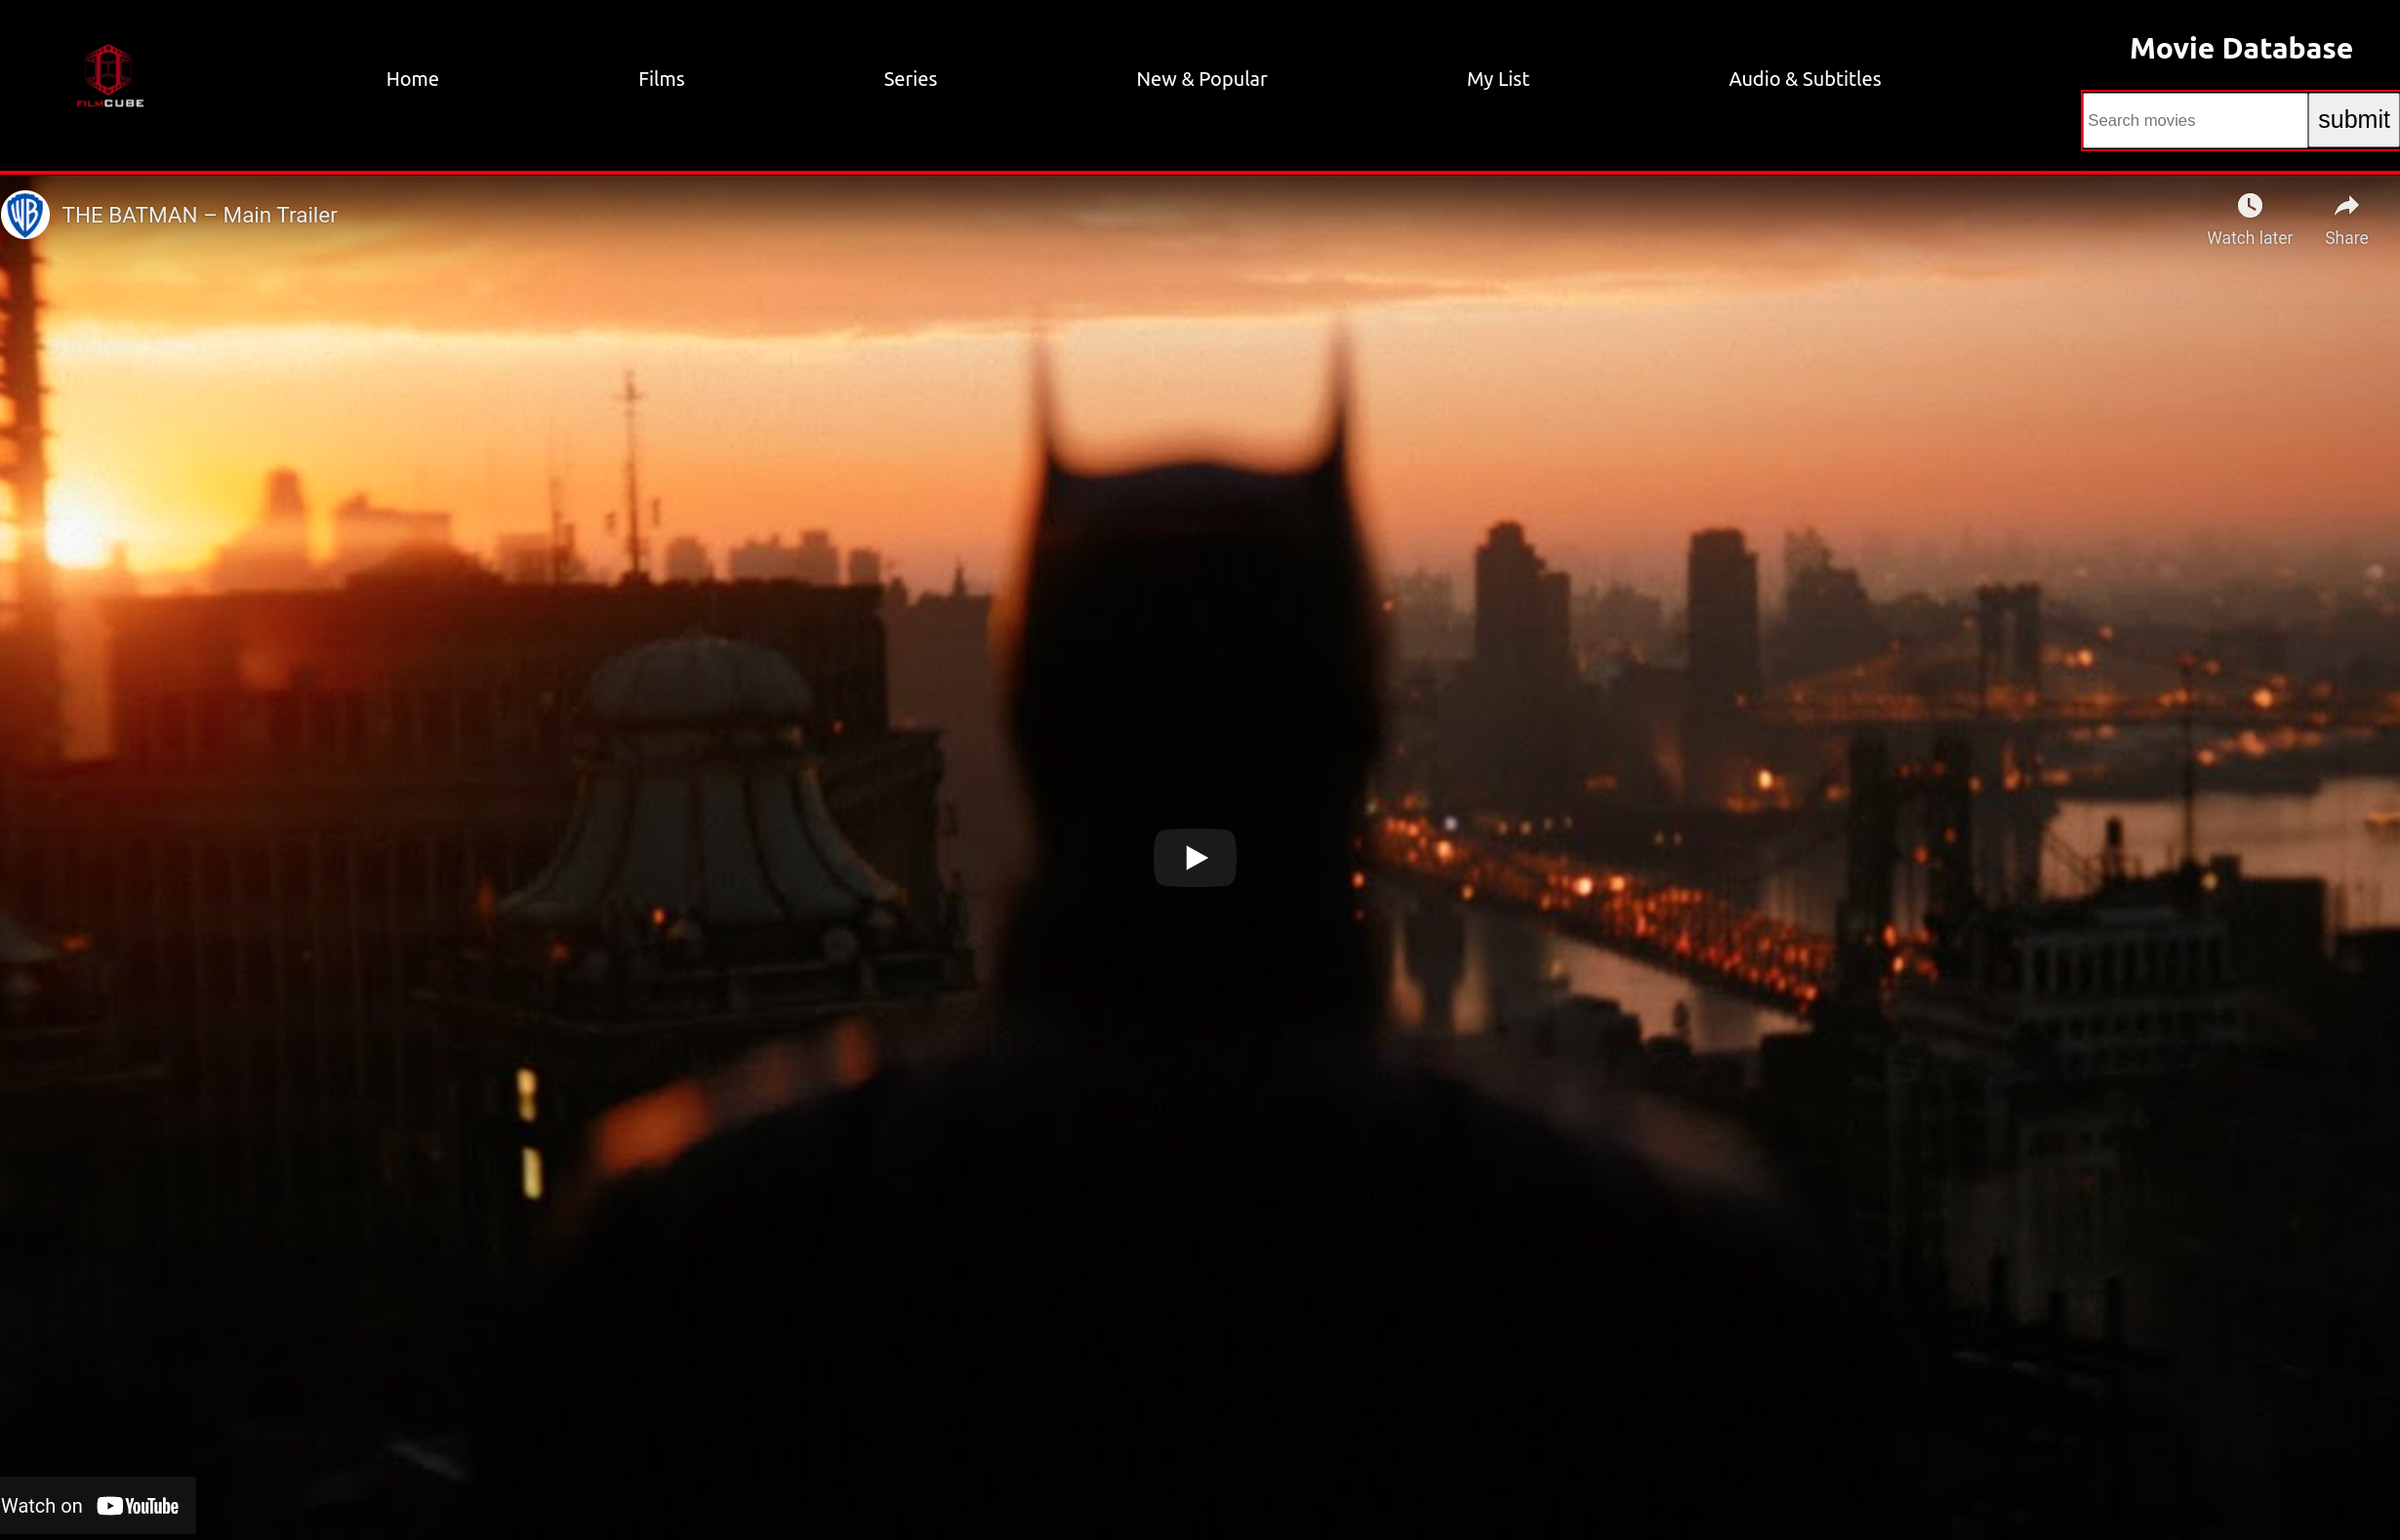 FILMCUBE
Home
Films
Series
New & Popular
My List
Audio & Subtitles
Movie Database
Search movies
submit
WB
THE BATMAN – Main Trailer
Watch later
Share
Watch on YouTube